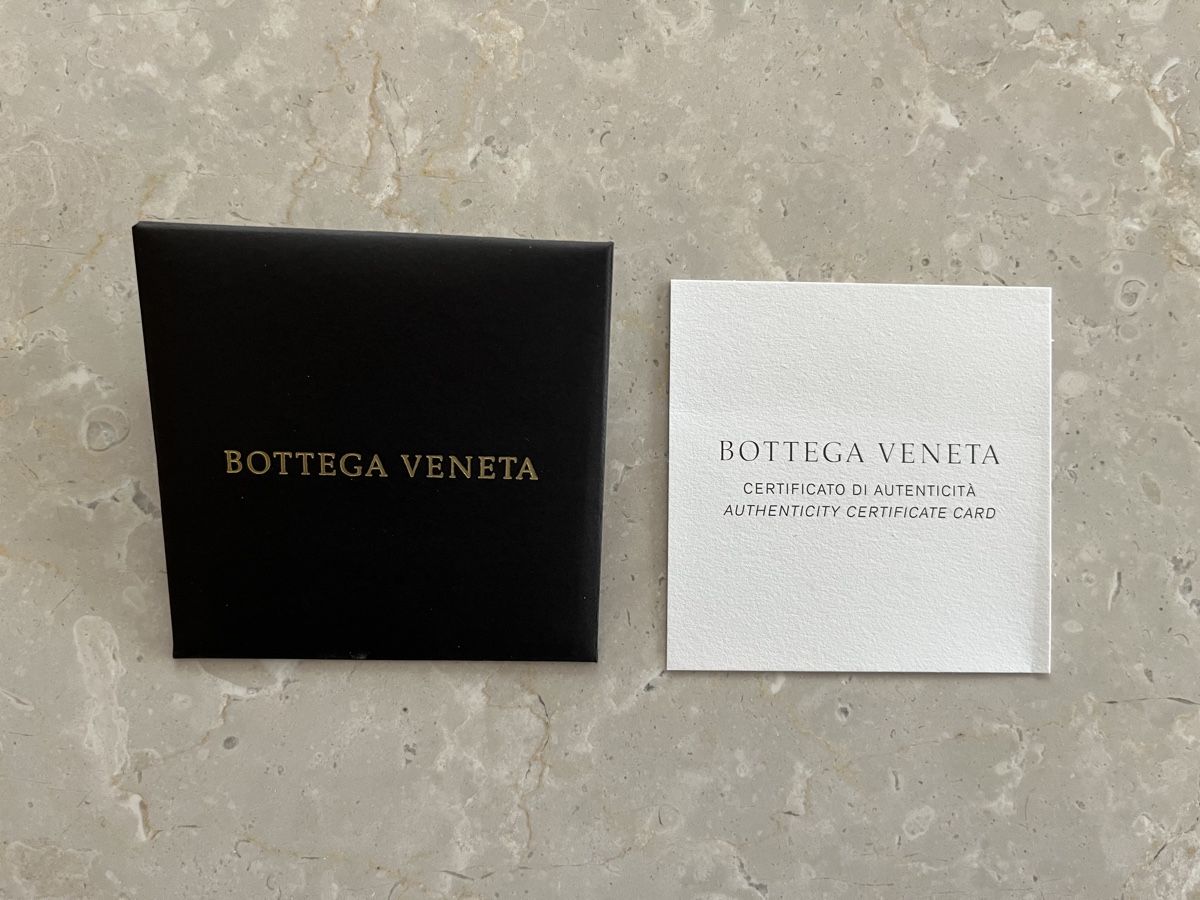 BOTTEGA VENETA
BOTTEGA VENETA
CERTIFICATO DI AUTENTICITÀ
AUTHENTICITY CERTIFICATE CARD